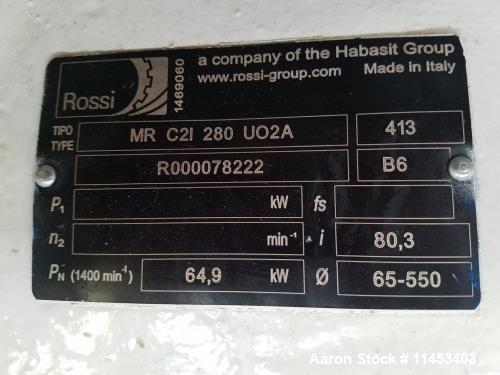 Rossi
1469060
a company of the Habasit Group
www.rossi-group.com Made in Italy
TIPO TYPE MR C2I 280 UO2A 413
R000078222 B6
P₁ kW fs
n₂ min⁻¹ i 80,3
PN (1400 min⁻¹) 64,9 kW Ø 65-550
Aaron Stock # 11453403